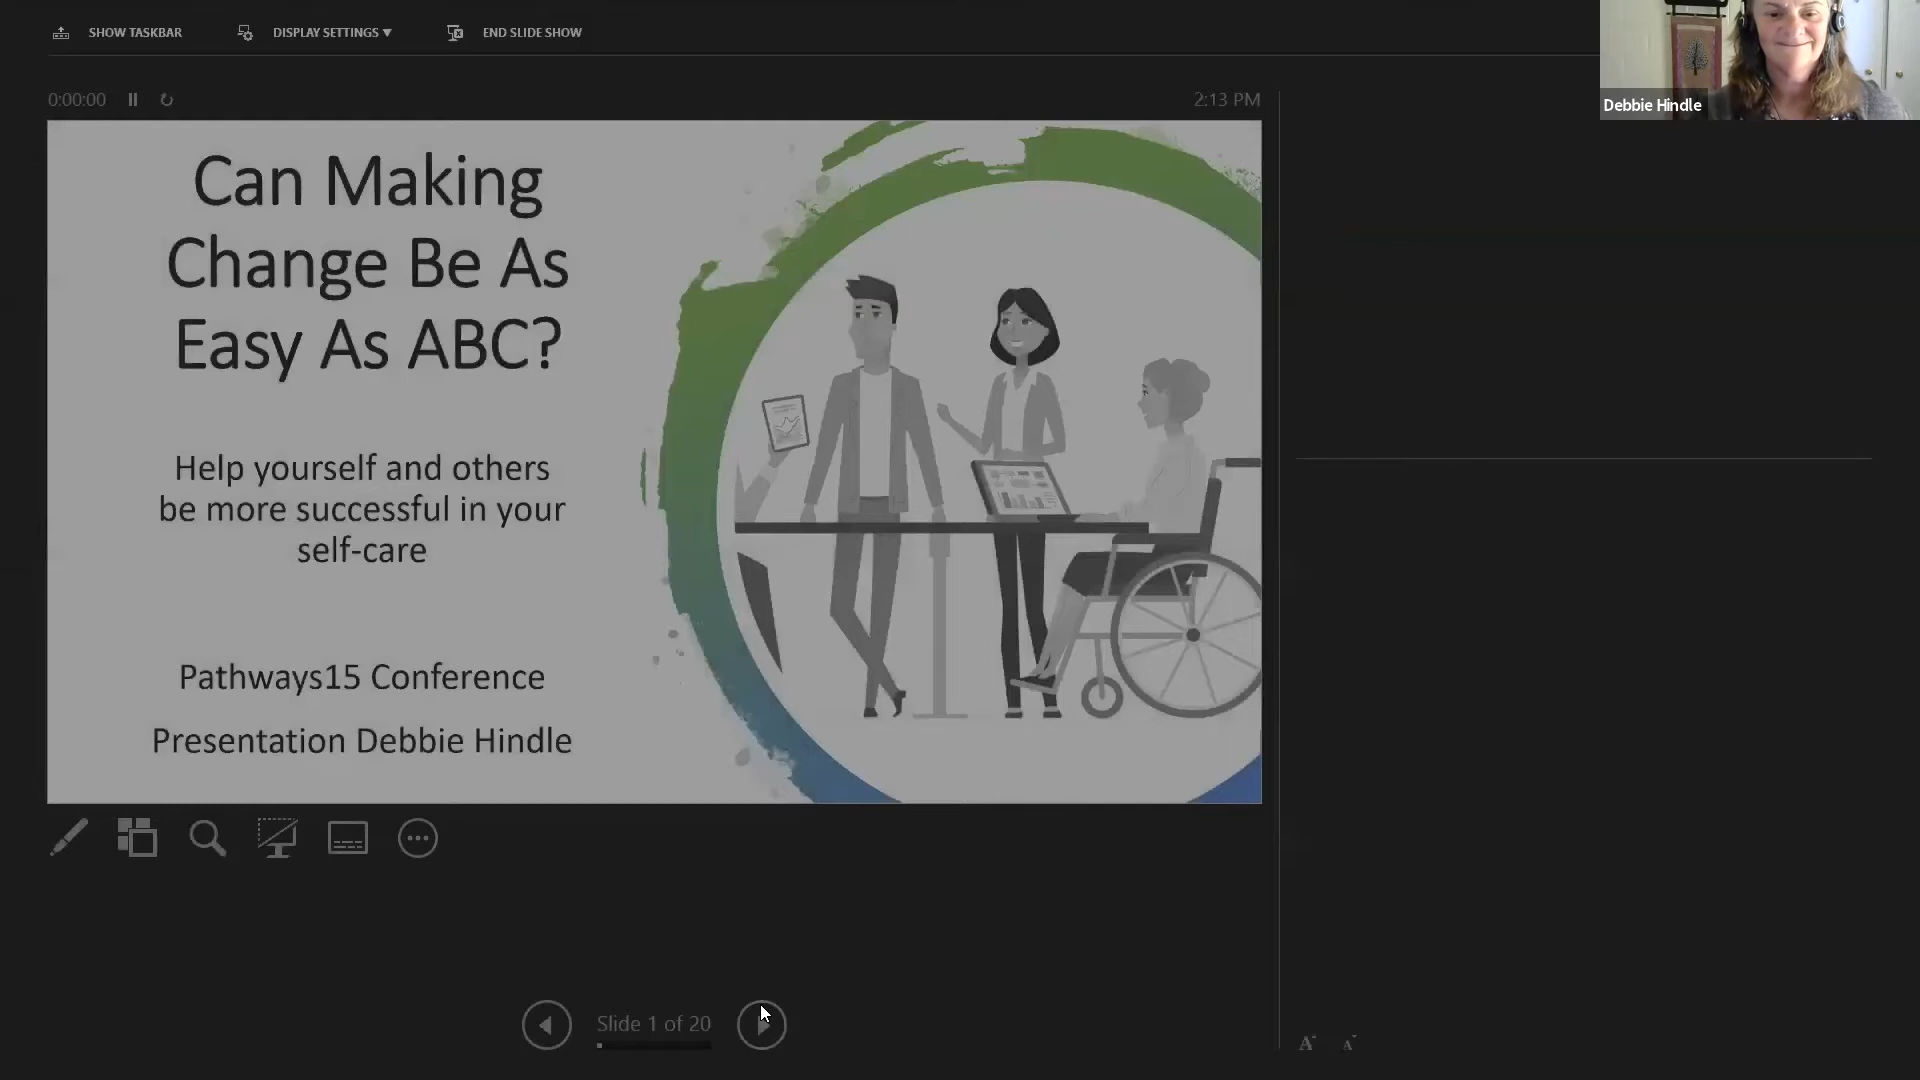 SHOW TASKBAR DISPLAY SETTINGS ▼ END SLIDE SHOW
Debbie Hindle
0:00:00 2:13 PM
Can Making
Change Be As
Easy As ABC?
Help yourself and others
be more successful in your
self-care
Pathways15 Conference
Presentation Debbie Hindle
Slide 1 of 20
A A